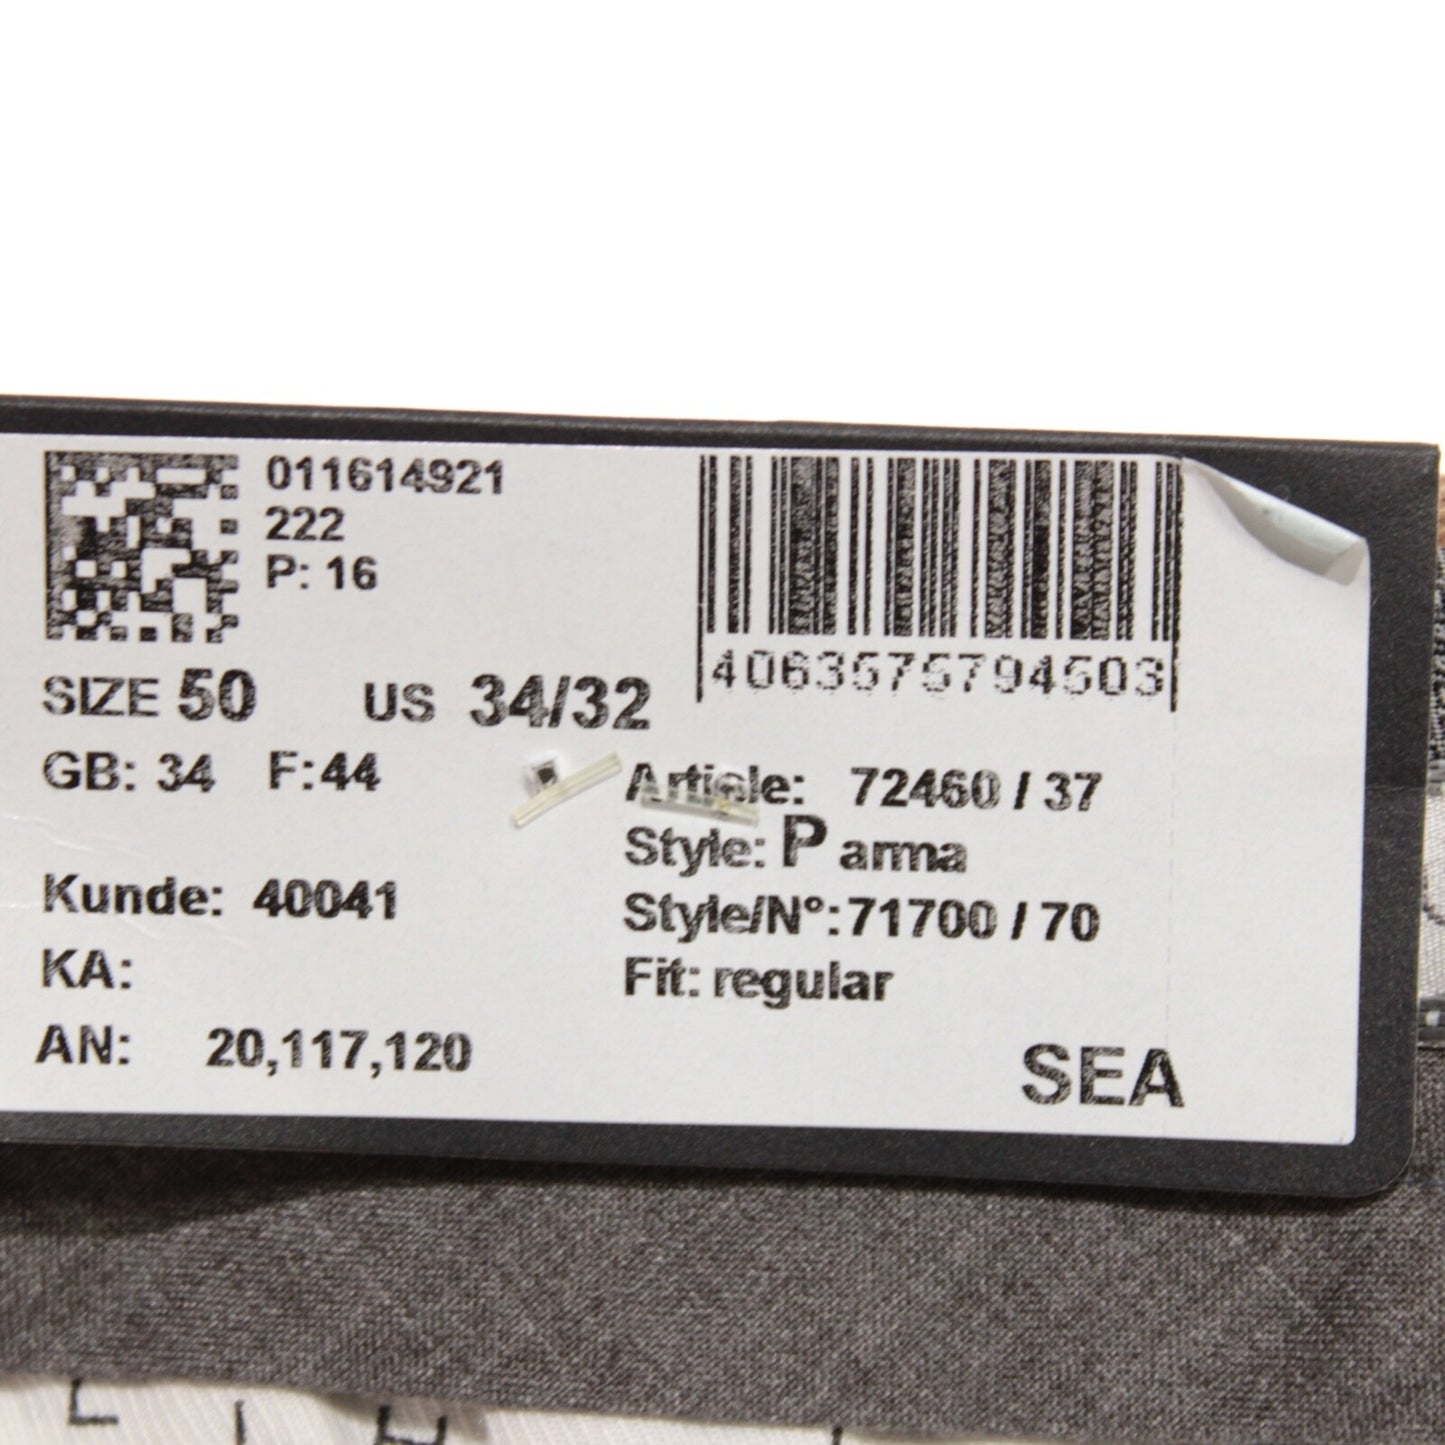 011614921
222
P: 16
4063575794503
SIZE 50 US 34/32
GB: 34 F:44
Article: 72460 / 37
Style: Parma
Kunde: 40041
Style/N°:71700 / 70
KA:
Fit: regular
AN: 20,117,120
SEA